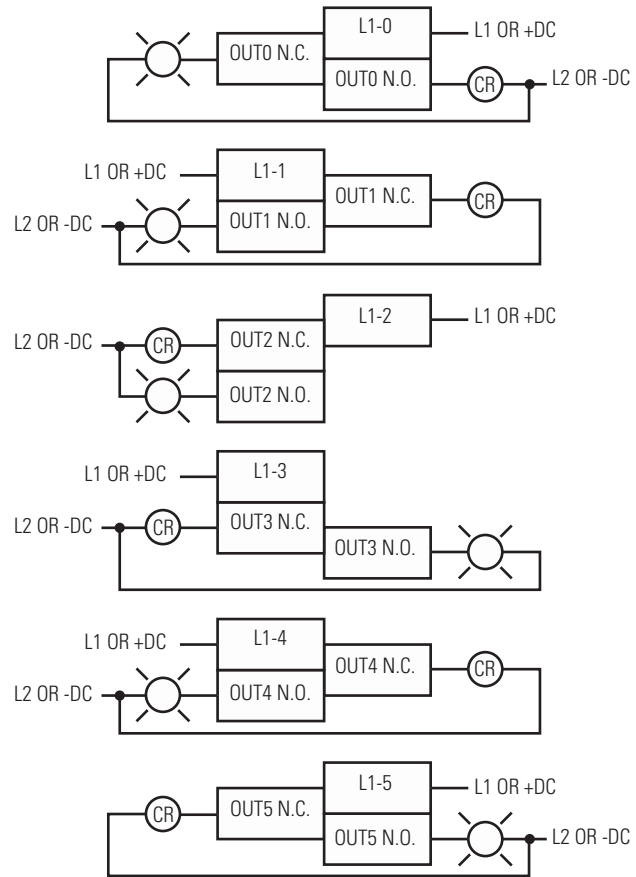 L1-0
L1 OR +DC
OUT0 N.C.
OUT0 N.O.
CR
L2 OR -DC
L1 OR +DC
L1-1
OUT1 N.C.
CR
L2 OR -DC
OUT1 N.O.
L1-2
L1 OR +DC
L2 OR -DC
CR
OUT2 N.C.
OUT2 N.O.
L1 OR +DC
L1-3
L2 OR -DC
CR
OUT3 N.C.
OUT3 N.O.
L1 OR +DC
L1-4
OUT4 N.C.
CR
L2 OR -DC
OUT4 N.O.
L1-5
L1 OR +DC
CR
OUT5 N.C.
OUT5 N.O.
L2 OR -DC